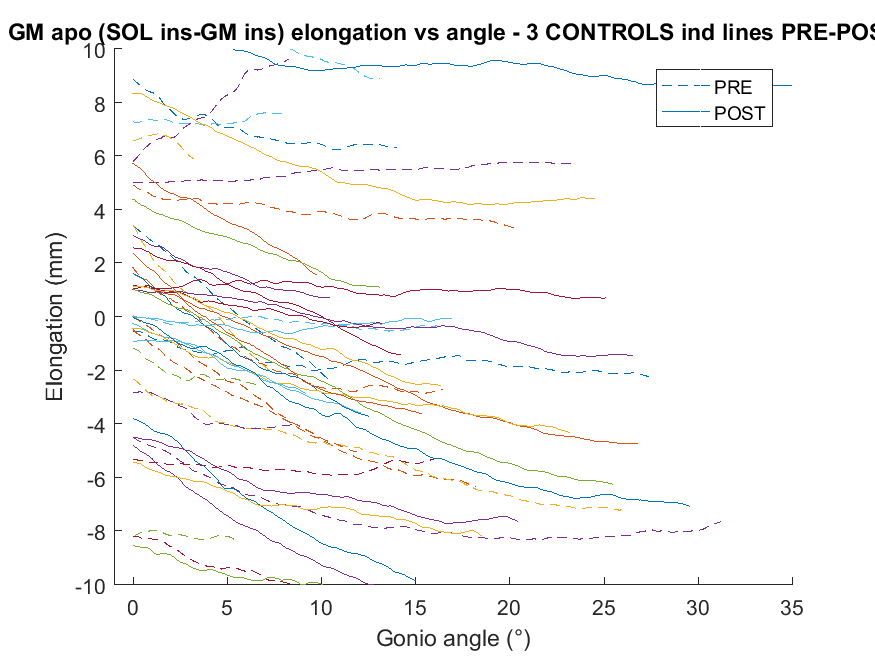 GM apo (SOL ins-GM ins) elongation vs angle - 3 CONTROLS ind lines PRE-POS
10
8
6
4
2
0
-2
-4
-6
-8
-10
Elongation (mm)
PRE
POST
0 5 10 15 20 25 30 35
Gonio angle (°)